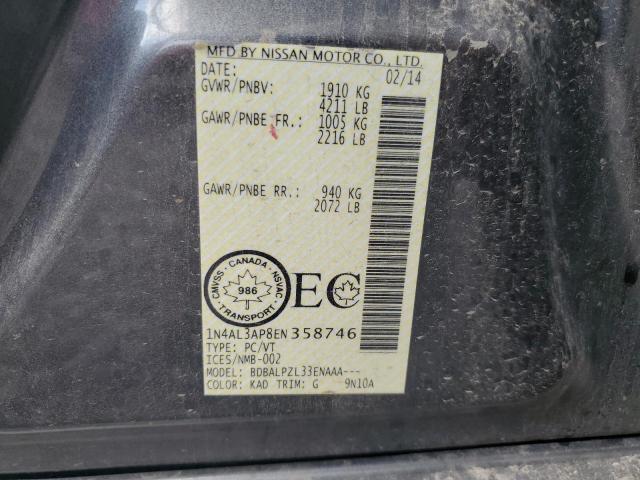 MFD BY NISSAN MOTOR CO., LTD.
DATE: 02/14
GVWR/PNBV: 1910 KG
4211 LB
GAWR/PNBE FR.: 1005 KG
2216 LB
GAWR/PNBE RR.: 940 KG
2072 LB
CANADA
CMVSS · NSVAC
986
TRANSPORT
EC
1N4AL3AP8EN358746
TYPE: PC/VT
ICES/NMB-002
MODEL: BDBALPZL33ENAAA---
COLOR: KAD TRIM: G 9N10A